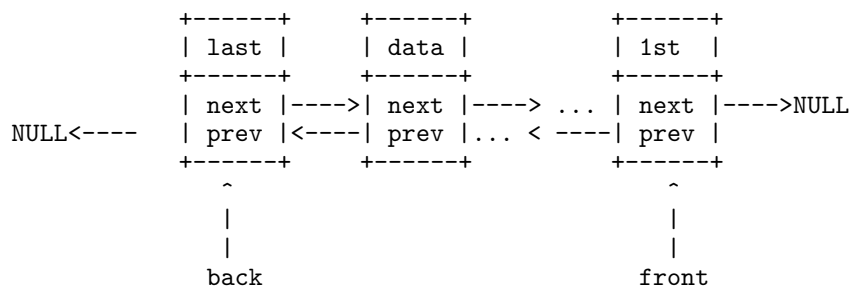 +------+ +------+ +------+
| last | | data | | 1st |
+------+ +------+ +------+
| next |---->| next |----> ... | next |---->NULL
NULL<---- | prev |<----| prev |... < ----| prev |
+------+ +------+ +------+
^ ^
| |
| |
back front